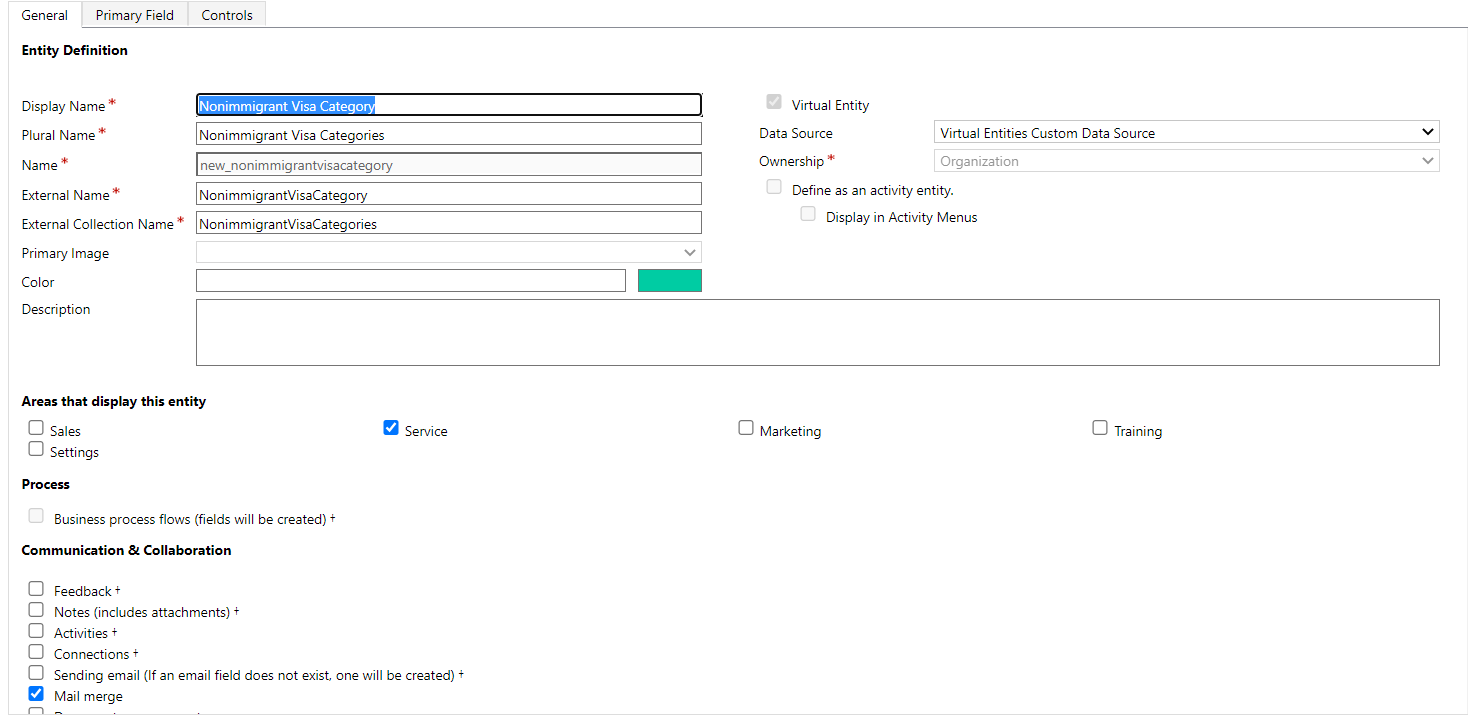 General Primary Field Controls
Entity Definition
Display Name * Nonimmigrant Visa Category
Virtual Entity
Plural Name * Nonimmigrant Visa Categories
Data Source Virtual Entities Custom Data Source
Name * new_nonimmigrantvisacategory
Ownership * Organization
External Name * NonimmigrantVisaCategory
Define as an activity entity.
External Collection Name * NonimmigrantVisaCategories
Display in Activity Menus
Primary Image
Color
Description
Areas that display this entity
Sales Service Marketing Training
Settings
Process
Business process flows (fields will be created) †
Communication & Collaboration
Feedback †
Notes (includes attachments) †
Activities †
Connections †
Sending email (If an email field does not exist, one will be created) †
Mail merge